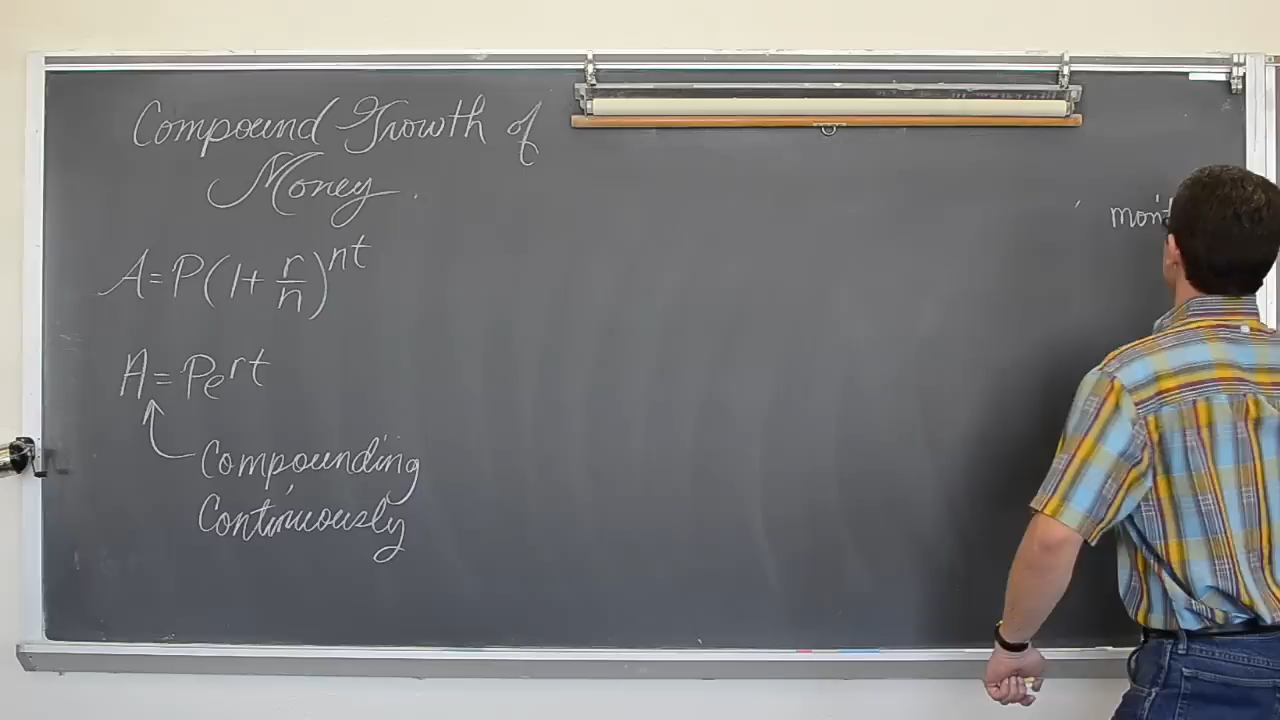 Compound Growth of
Money.
A=P(1+ r/n)^nt
A=Pe^rt
Compounding
Continuously